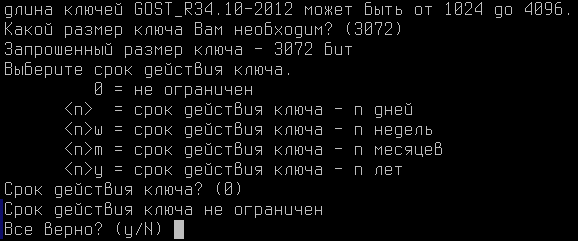 длина ключей GOST_R34.10-2012 может быть от 1024 до 4096.
Какой размер ключа Вам необходим? (3072)
Запрошенный размер ключа - 3072 бит
Выберите срок действия ключа.
0 = не ограничен
<n> = срок действия ключа - n дней
<n>w = срок действия ключа - n недель
<n>m = срок действия ключа - n месяцев
<n>y = срок действия ключа - n лет
Срок действия ключа? (0)
Срок действия ключа не ограничен
Все верно? (y/N)